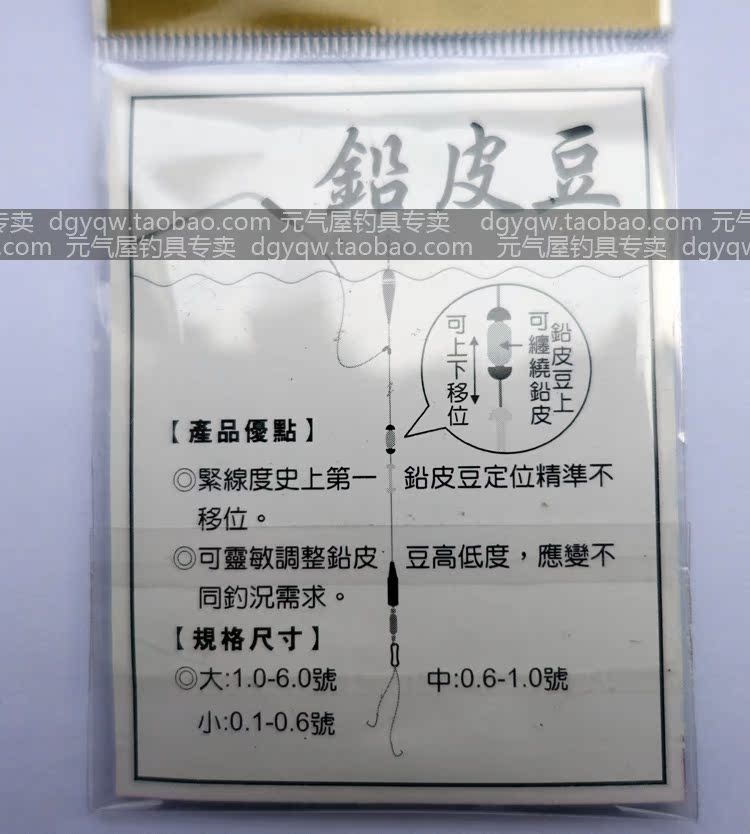 鉛皮豆
专卖 dgyqw.taobao.com 元气屋钓具专卖 dgyqw.taobao.com
.com 元气屋钓具专卖 dgyqw.taobao.com 元气屋钓具专卖 dgyqw
鉛皮豆上
可纏繞鉛皮
可上下移位
【產品優點】
◎緊線度史上第一 鉛皮豆定位精準不
移位。
◎可靈敏調整鉛皮 豆高低度，應變不
同釣況需求。
【規格尺寸】
◎大:1.0-6.0號 中:0.6-1.0號
小:0.1-0.6號